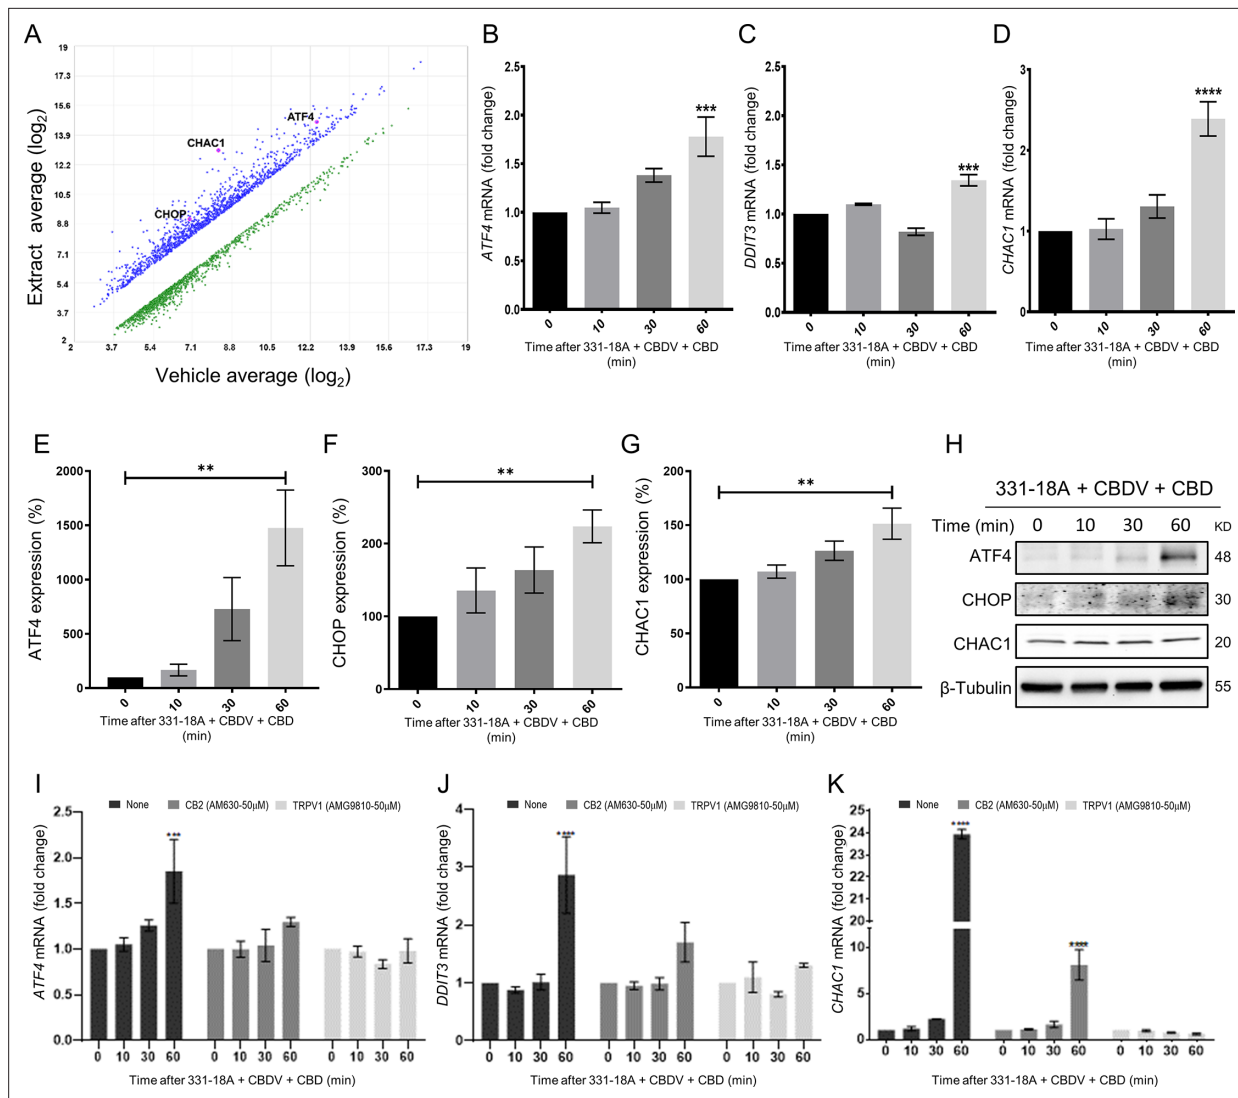 A
Extract average (log2)
19
17.3
15.6
13.9
12.2
10.5
8.8
7.1
5.4
3.7
2
ATF4
CHAC1
CHOP
2 3.7 5.4 7.1 8.8 10.5 12.2 13.9 15.6 17.3 19
Vehicle average (log2)
B
ATF4 mRNA (fold change)
2.5
2.0
1.5
1.0
0.5
0.0
***
0 10 30 60
Time after 331-18A + CBDV + CBD
(min)
C
DDIT3 mRNA (fold change)
2.5
2.0
1.5
1.0
0.5
0.0
***
0 10 30 60
Time after 331-18A + CBDV + CBD
(min)
D
CHAC1 mRNA (fold change)
3
2
1
0
****
0 10 30 60
Time after 331-18A + CBDV + CBD
(min)
E
ATF4 expression (%)
2000
1500
1000
500
0
**
0 10 30 60
Time after 331-18A + CBDV + CBD
(min)
F
CHOP expression (%)
300
200
100
0
**
0 10 30 60
Time after 331-18A + CBDV + CBD
(min)
G
CHAC1 expression (%)
200
150
100
50
0
**
0 10 30 60
Time after 331-18A + CBDV + CBD
(min)
H
331-18A + CBDV + CBD
Time (min) 0 10 30 60 KD
ATF4 48
CHOP 30
CHAC1 20
β-Tubulin 55
I
None CB2 (AM630-50μM) TRPV1 (AMG9810-50μM)
ATF4 mRNA (fold change)
2.5
2.0
1.5
1.0
0.5
0.0
***
0 10 30 60 0 10 30 60 0 10 30 60
Time after 331-18A + CBDV + CBD (min)
J
None CB2 (AM630-50μM) TRPV1 (AMG9810-50μM)
DDIT3 mRNA (fold change)
4
3
2
1
0
****
0 10 30 60 0 10 30 60 0 10 30 60
Time after 331-18A + CBDV + CBD (min)
K
None CB2 (AM630-50μM) TRPV1 (AMG9810-50μM)
CHAC1 mRNA (fold change)
25
24
23
22
21
20
10
5
0
****
****
0 10 30 60 0 10 30 60 0 10 30 60
Time after 331-18A + CBDV + CBD (min)